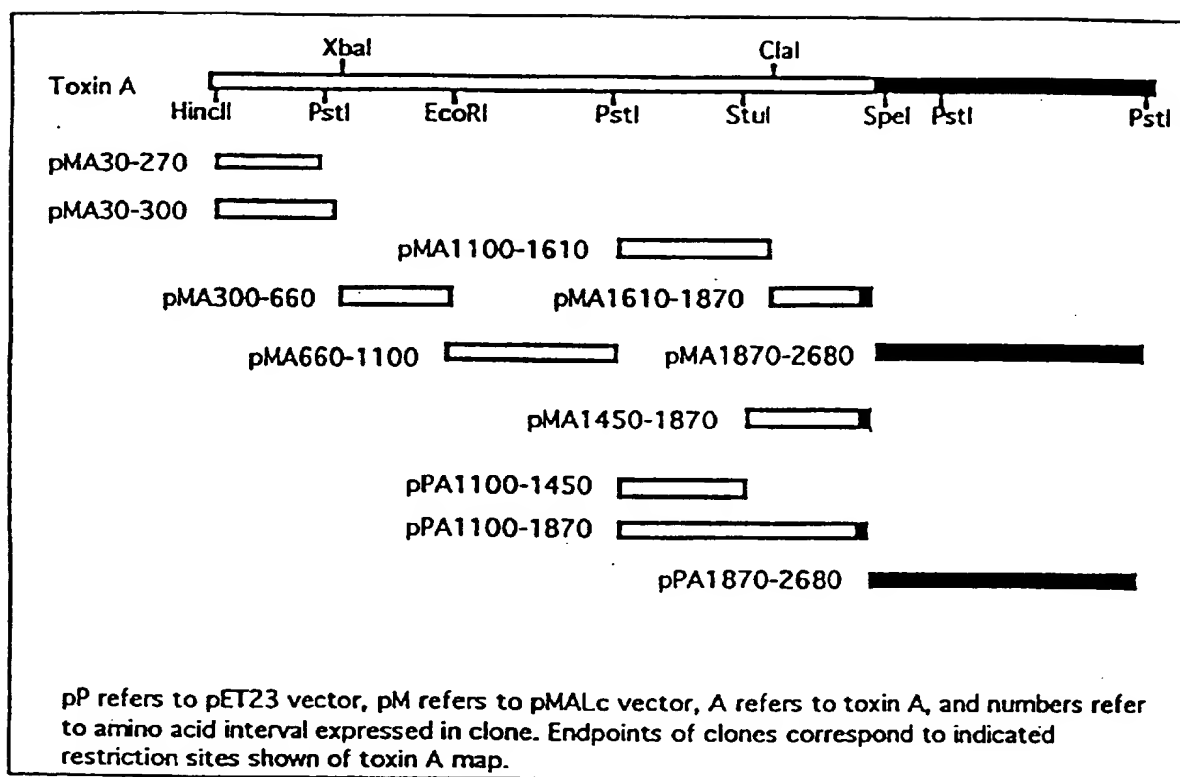 XbaI ClaI
Toxin A
HincII PstI EcoRI PstI StuI SpeI PstI PstI
pMA30-270
pMA30-300
pMA1100-1610
pMA300-660 pMA1610-1870
pMA660-1100 pMA1870-2680
pMA1450-1870
pPA1100-1450
pPA1100-1870
pPA1870-2680
pP refers to pET23 vector, pM refers to pMALc vector, A refers to toxin A, and numbers refer
to amino acid interval expressed in clone. Endpoints of clones correspond to indicated
restriction sites shown of toxin A map.